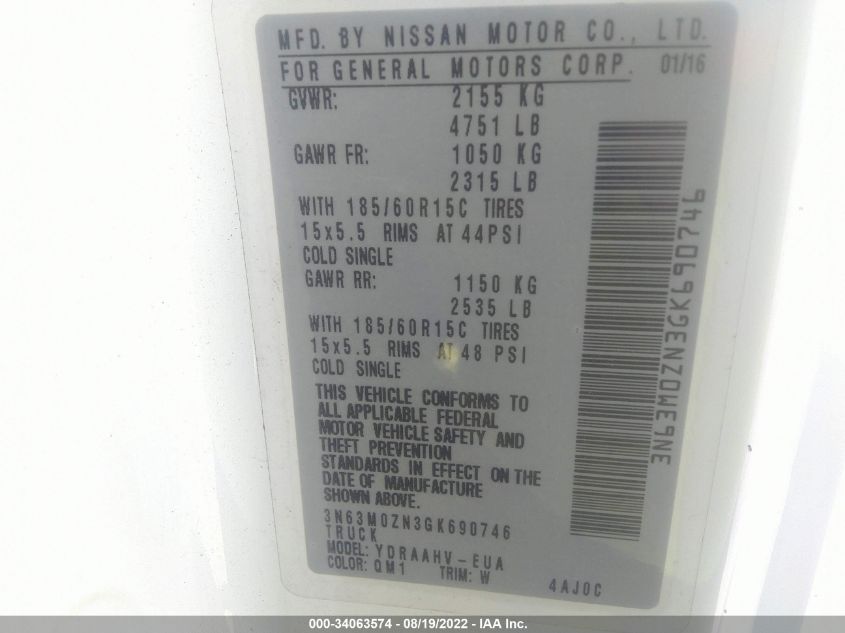 MFD. BY NISSAN MOTOR CO., LTD.
FOR GENERAL MOTORS CORP. 01/16
GVWR: 2155 KG
4751 LB
GAWR FR: 1050 KG
2315 LB
WITH 185/60R15C TIRES
15x5.5 RIMS AT 44PSI
COLD SINGLE
GAWR RR: 1150 KG
2535 LB
WITH 185/60R15C TIRES
15x5.5 RIMS AT 48 PSI
COLD SINGLE
THIS VEHICLE CONFORMS TO
ALL APPLICABLE FEDERAL
MOTOR VEHICLE SAFETY AND
THEFT PREVENTION
STANDARDS IN EFFECT ON THE
DATE OF MANUFACTURE
SHOWN ABOVE.
3N63M0ZN3GK690746
TRUCK
MODEL: YDRAAHV-EUA
COLOR: QM1 TRIM: W
4AJ0C
3N63M0ZN3GK690746
000-34063574 - 08/19/2022 - IAA Inc.